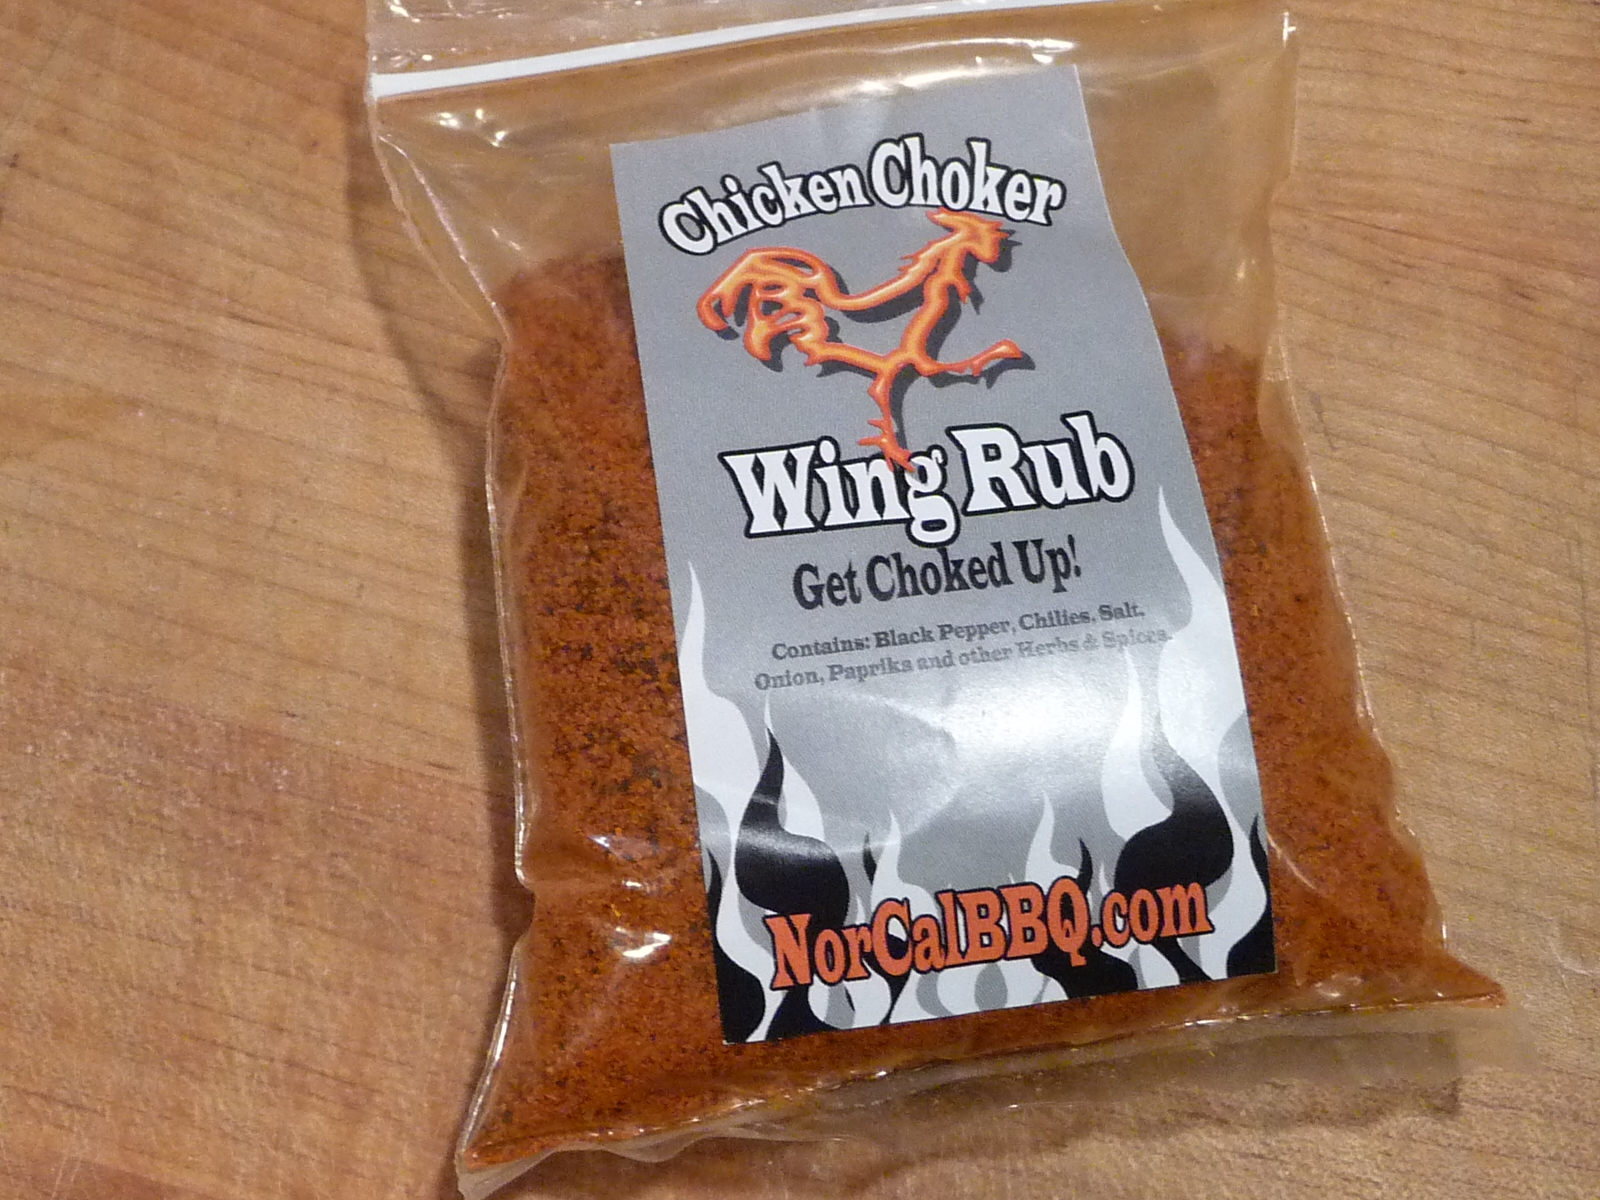 Chicken Choker
Wing Rub
Get Choked Up!
Contains: Black Pepper, Chilies, Salt,
Onion, Paprika and other Herbs & Spices.
NorCalBBQ.com